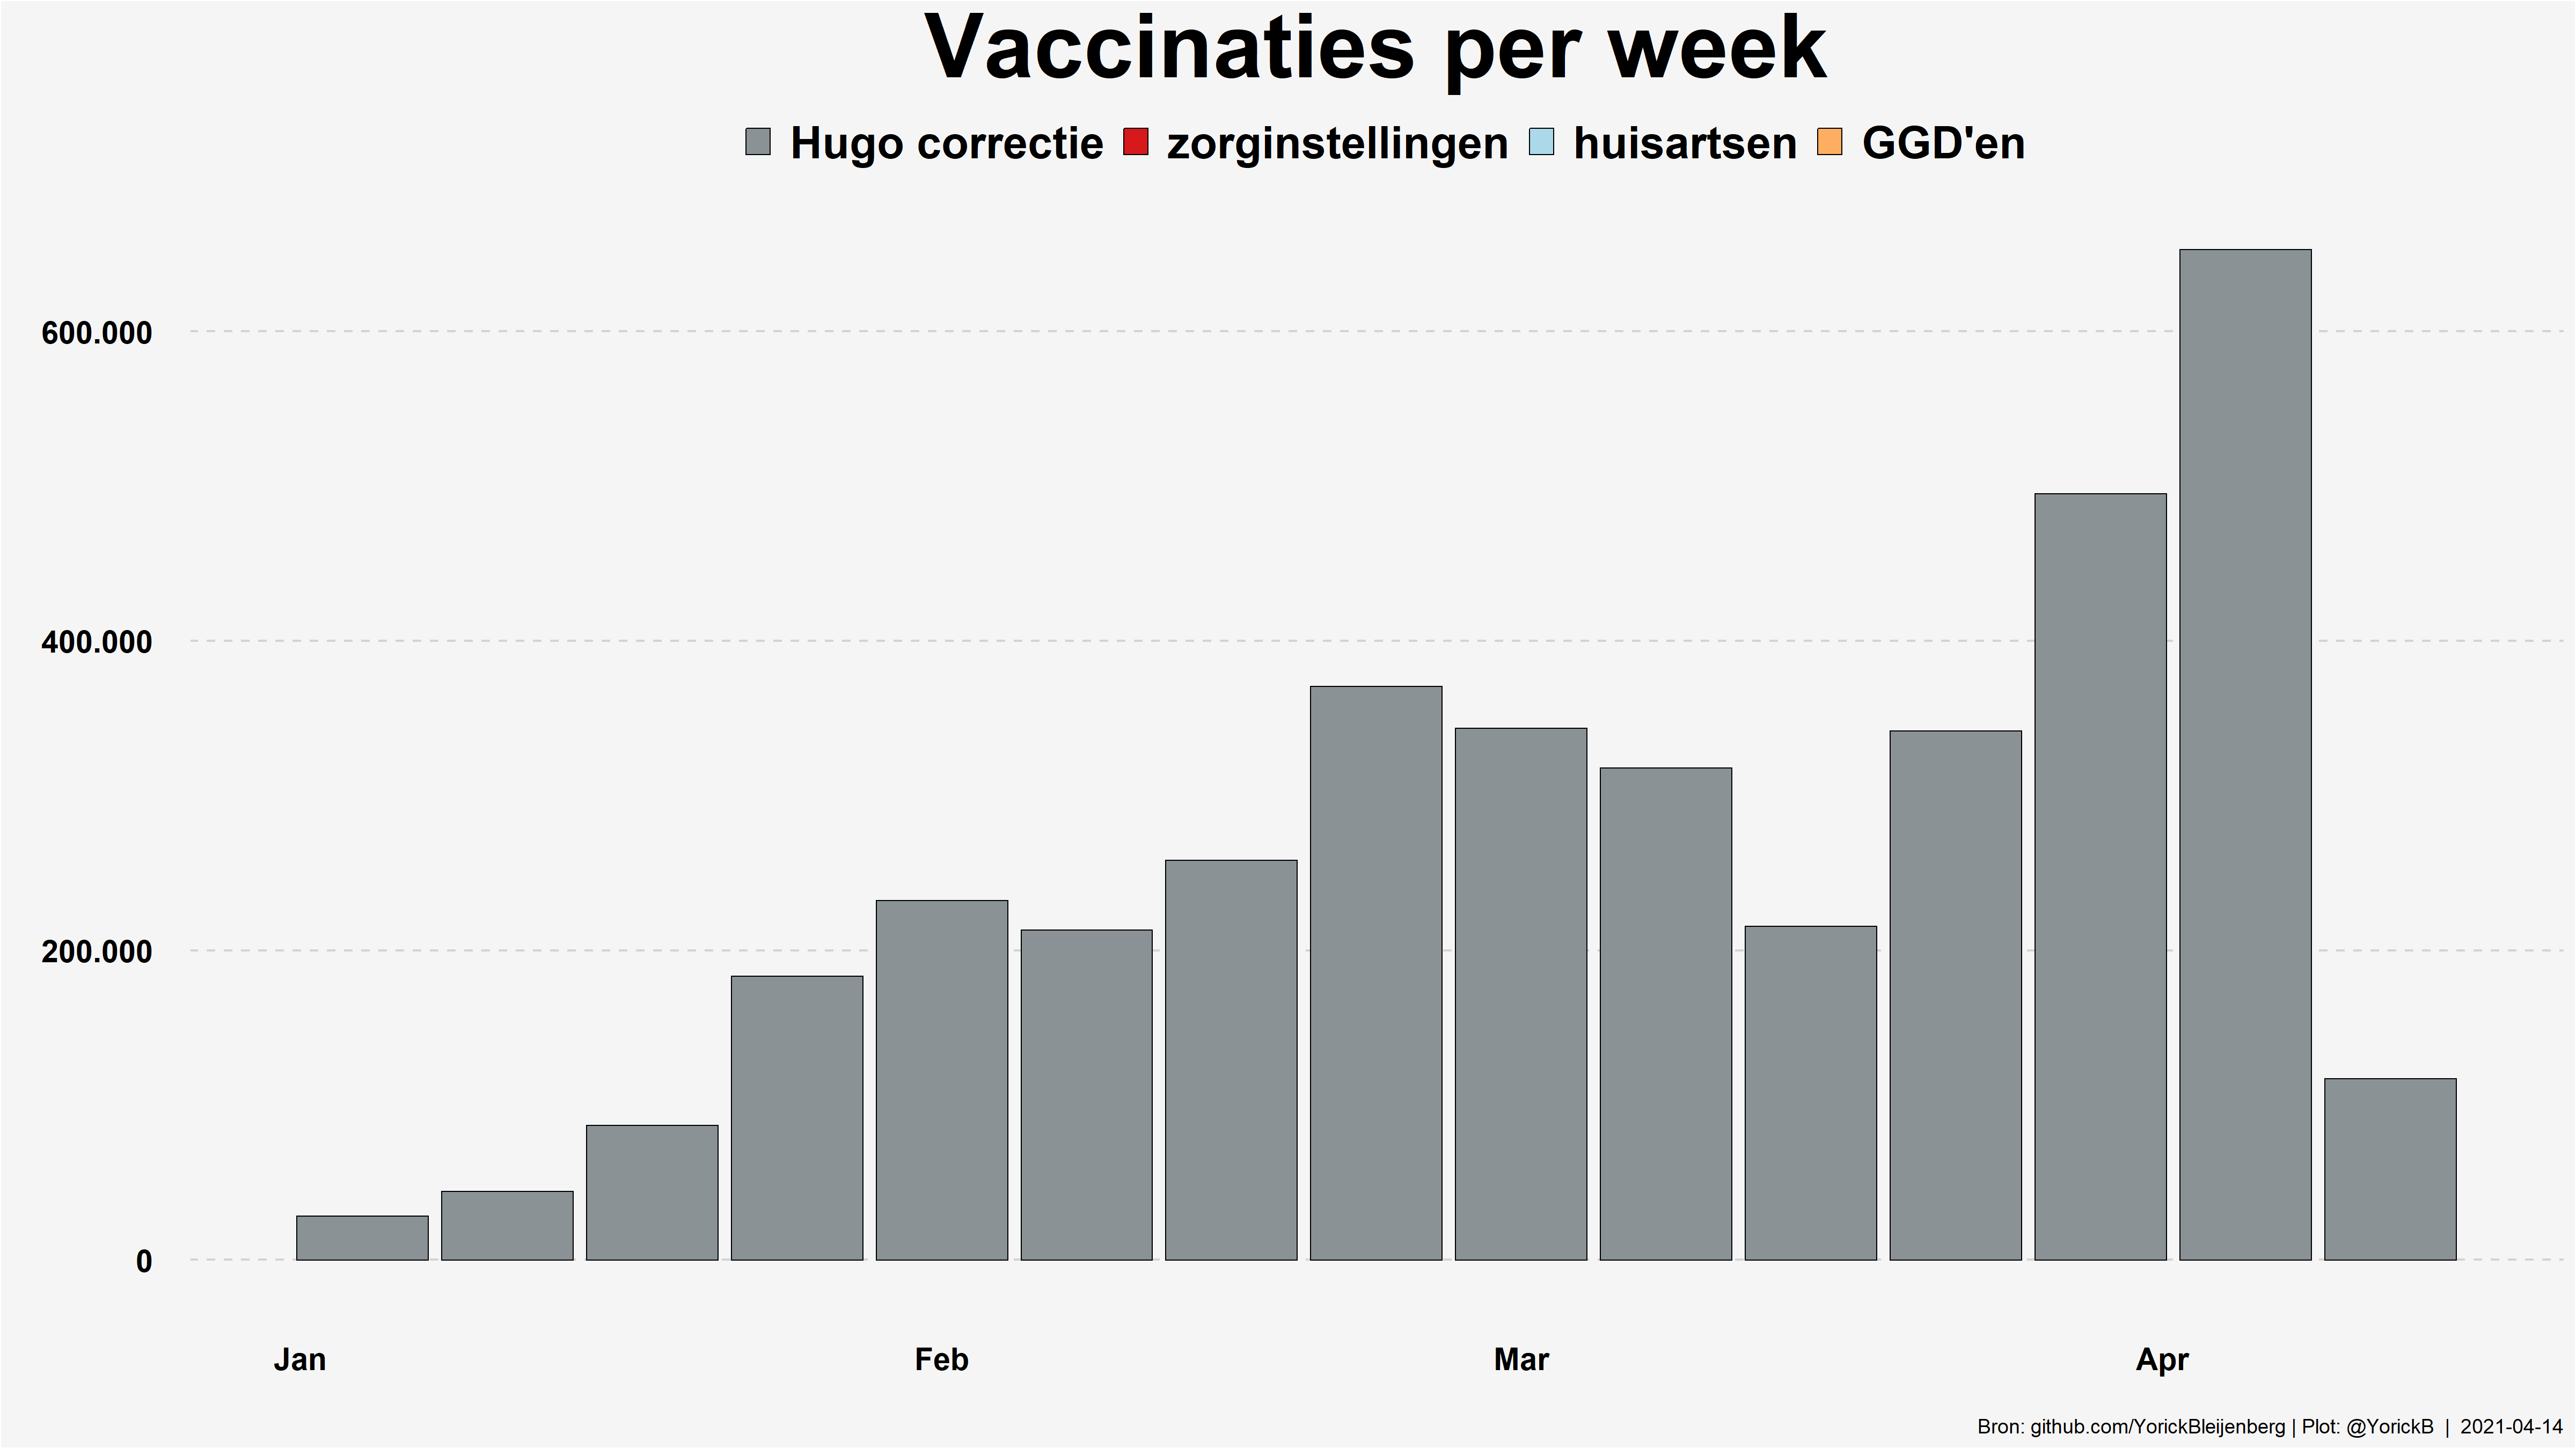 Vaccinaties per week
Hugo correctie zorginstellingen huisartsen GGD'en
600.000
400.000
200.000
0
Jan Feb Mar Apr
Bron: github.com/YorickBleijenberg | Plot: @YorickB | 2021-04-14